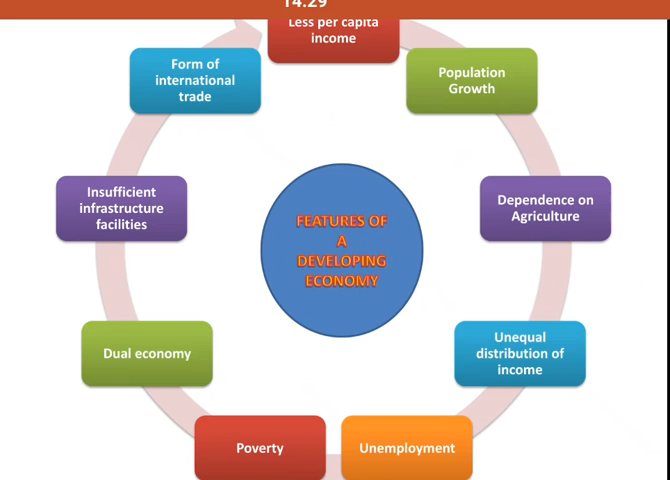 14.29
Less per capita
income
Population
Growth
Dependence on
Agriculture
Unequal
distribution of
income
Unemployment
Poverty
Dual economy
Insufficient
infrastructure
facilities
Form of
international
trade
FEATURES OF
A
DEVELOPING
ECONOMY